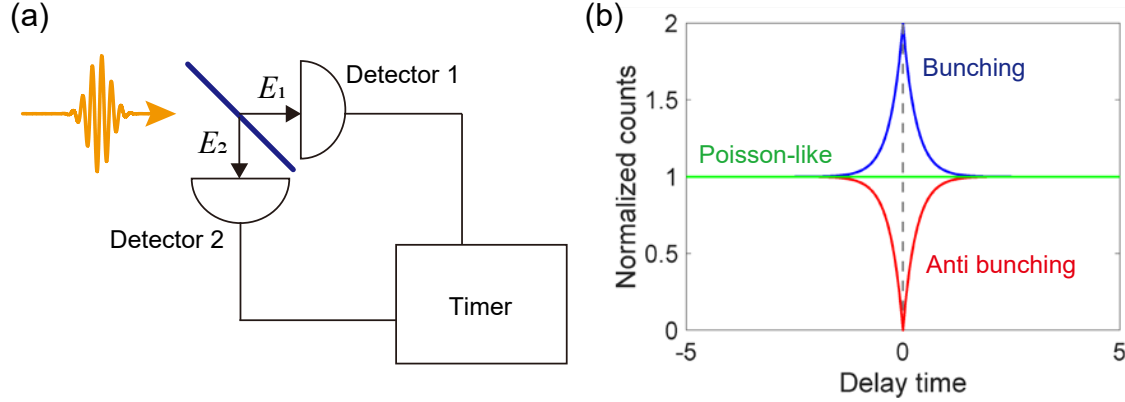 (a)
E1
Detector 1
E2
Detector 2
Timer
(b)
Normalized counts
2
1.5
1
0.5
0
Bunching
Poisson-like
Anti bunching
-5
0
5
Delay time